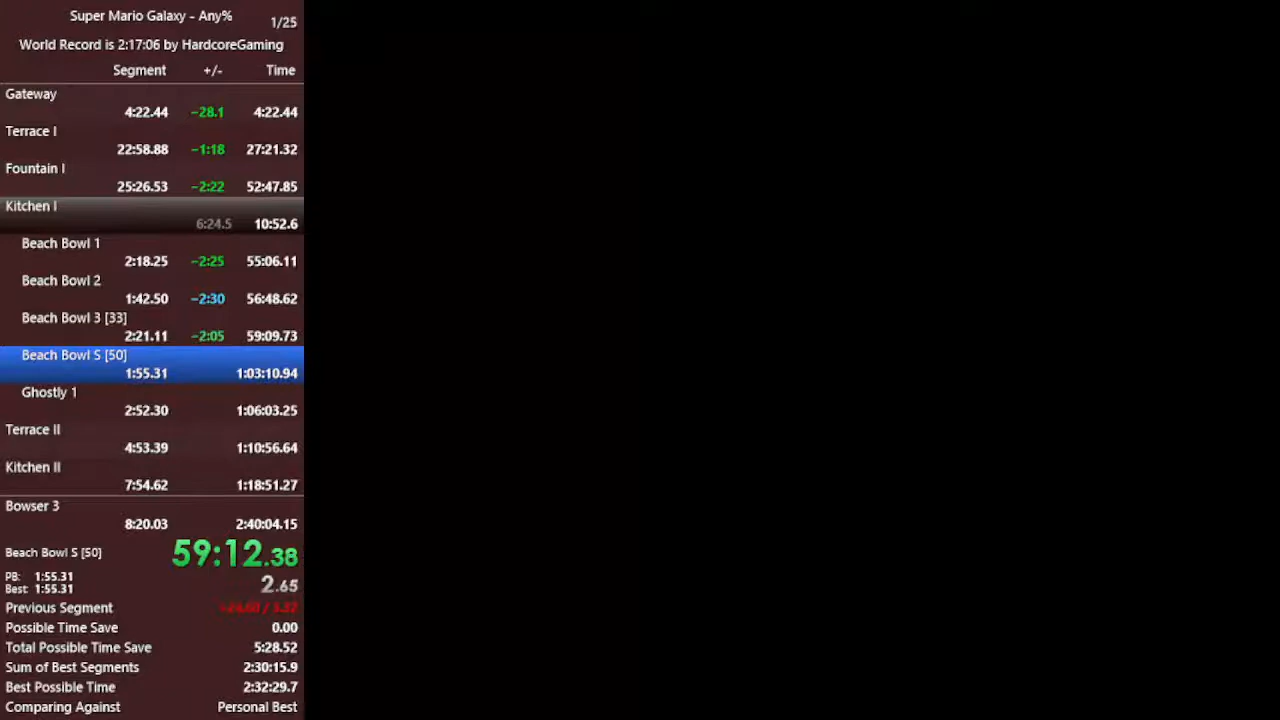 Super Mario Galaxy - Any%
1/25
World Record is 2:17:06 by HardcoreGaming
Segment +/- Time
Gateway
4:22.44 -28.1 4:22.44
Terrace I
22:58.88 -1:18 27:21.32
Fountain I
25:26.53 -2:22 52:47.85
Kitchen I
6:24.5 10:52.6
Beach Bowl 1
2:18.25 -2:25 55:06.11
Beach Bowl 2
1:42.50 -2:30 56:48.62
Beach Bowl 3 [33]
2:21.11 -2:05 59:09.73
Beach Bowl S [50]
1:55.31 1:03:10.94
Ghostly 1
2:52.30 1:06:03.25
Terrace II
4:53.39 1:10:56.64
Kitchen II
7:54.62 1:18:51.27
Bowser 3
8:20.03 2:40:04.15
Beach Bowl S [50] 59:12.38
PB: 1:55.31
Best: 1:55.31 2.65
Previous Segment
Possible Time Save 0.00
Total Possible Time Save 5:28.52
Sum of Best Segments 2:30:15.9
Best Possible Time 2:32:29.7
Comparing Against Personal Best